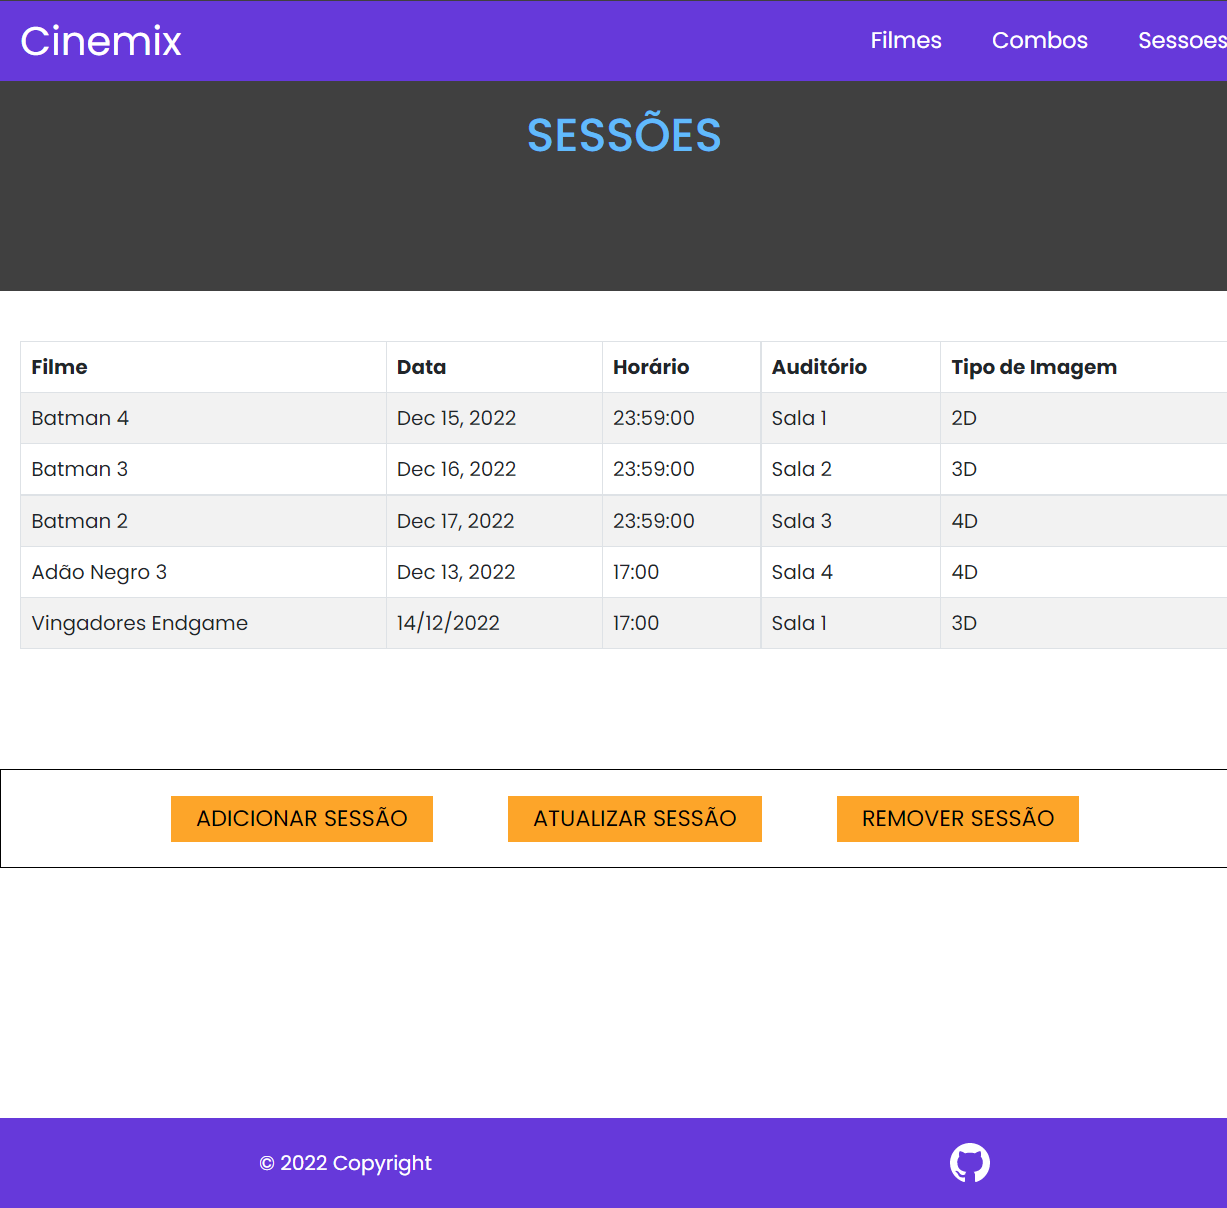 Cinemix Filmes Combos Sessoes
SESSÕES
Filme Data Horário Auditório Tipo de Imagem
Batman 4 Dec 15, 2022 23:59:00 Sala 1 2D
Batman 3 Dec 16, 2022 23:59:00 Sala 2 3D
Batman 2 Dec 17, 2022 23:59:00 Sala 3 4D
Adão Negro 3 Dec 13, 2022 17:00 Sala 4 4D
Vingadores Endgame 14/12/2022 17:00 Sala 1 3D
ADICIONAR SESSÃO ATUALIZAR SESSÃO REMOVER SESSÃO
© 2022 Copyright